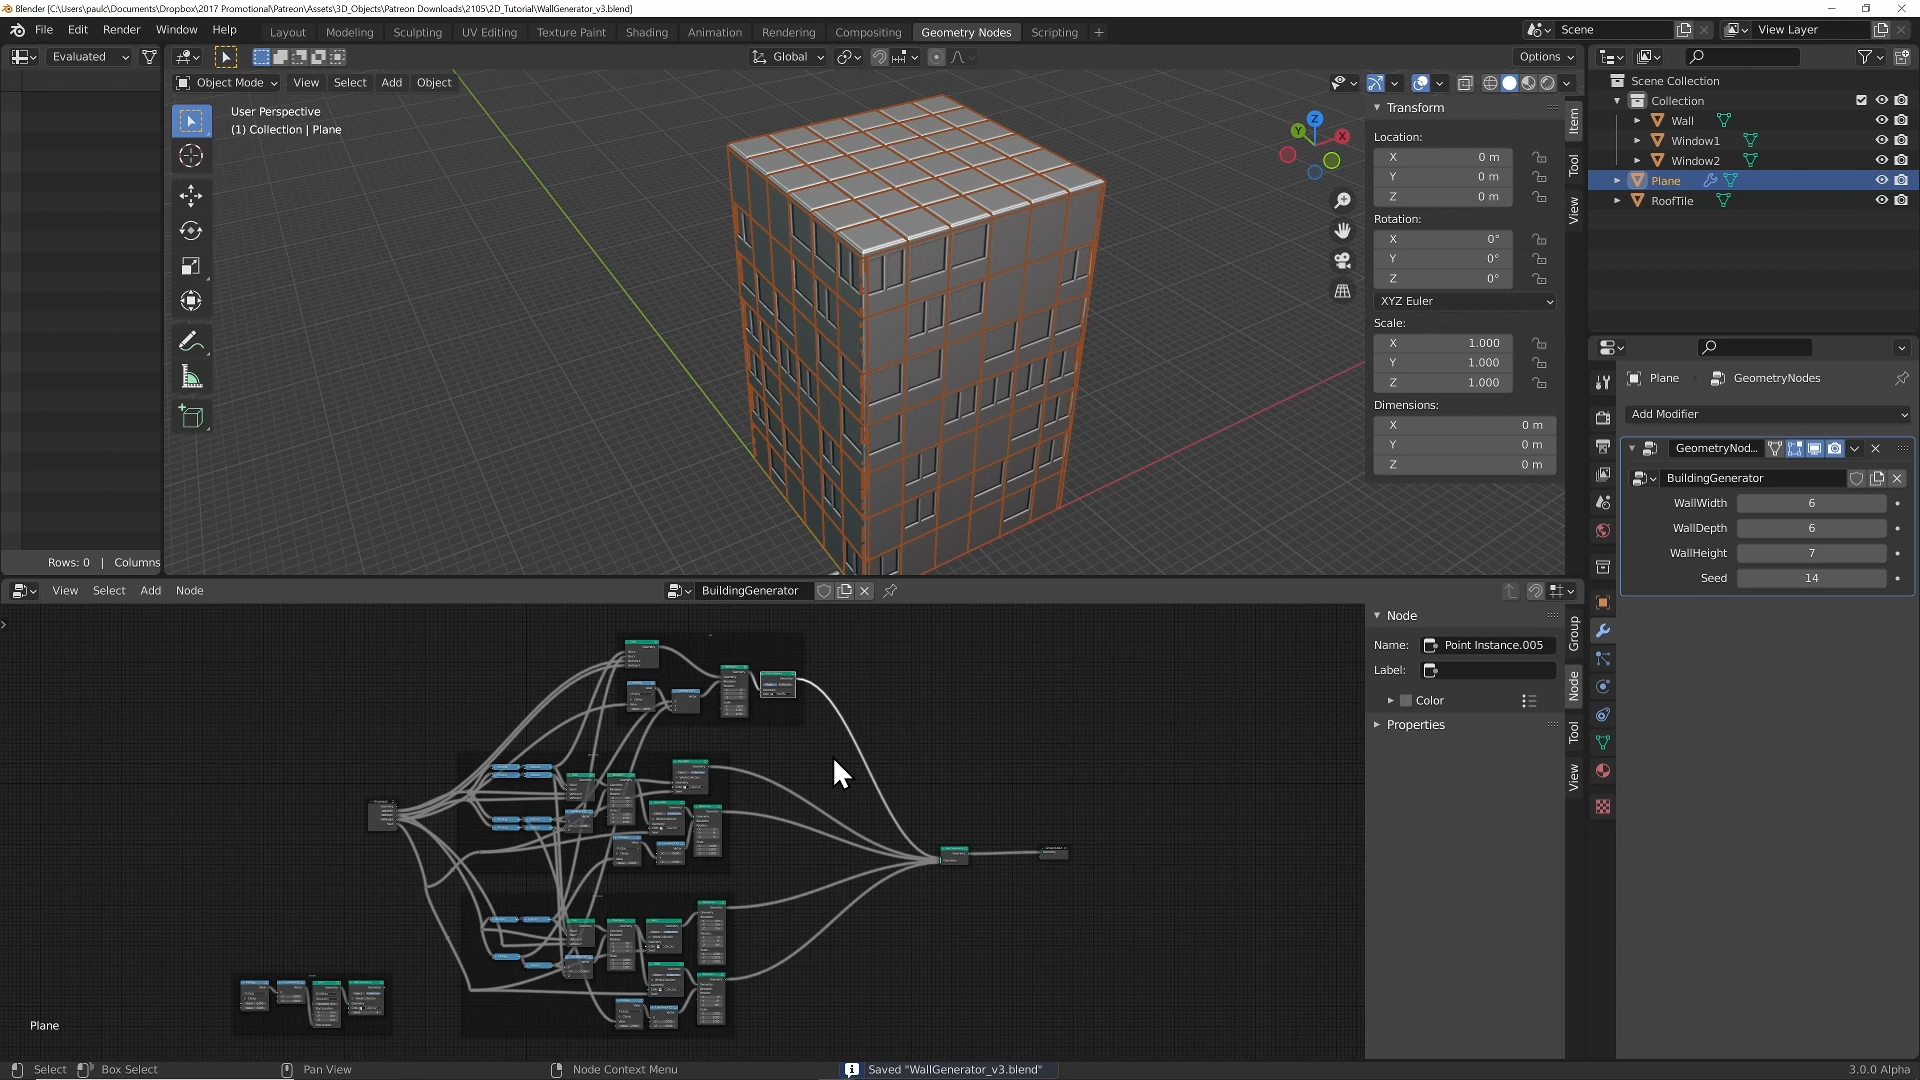 Blender [C:\Users\paulc\Documents\Dropbox\2017 Promotional\Patreon\Assets\3D_Objects\Patreon Downloads\2105\2D_Tutorial\WallGenerator_v3.blend]
File Edit Render Window Help
Layout Modeling Sculpting UV Editing Texture Paint Shading Animation Rendering Compositing Geometry Nodes Scripting +
Scene
View Layer
Evaluated
Global
Options
Object Mode View Select Add Object
User Perspective
(1) Collection | Plane
Z
Y
X
Rows: 0 | Columns
Transform
Location:
X 0 m
Y 0 m
Z 0 m
Rotation:
X 0°
Y 0°
Z 0°
XYZ Euler
Scale:
X 1.000
Y 1.000
Z 1.000
Dimensions:
X 0 m
Y 0 m
Z 0 m
Item
Tool
View
Scene Collection
Collection
Wall
Window1
Window2
Plane
RoofTile
Plane GeometryNodes
Add Modifier
GeometryNod...
BuildingGenerator
WallWidth 6
WallDepth 6
WallHeight 7
Seed 14
View Select Add Node
BuildingGenerator
Node
Name: Point Instance.005
Label:
Color
Properties
Group
Node
Tool
View
Plane
Select Box Select Pan View Node Context Menu
Saved "WallGenerator_v3.blend"
3.0.0 Alpha